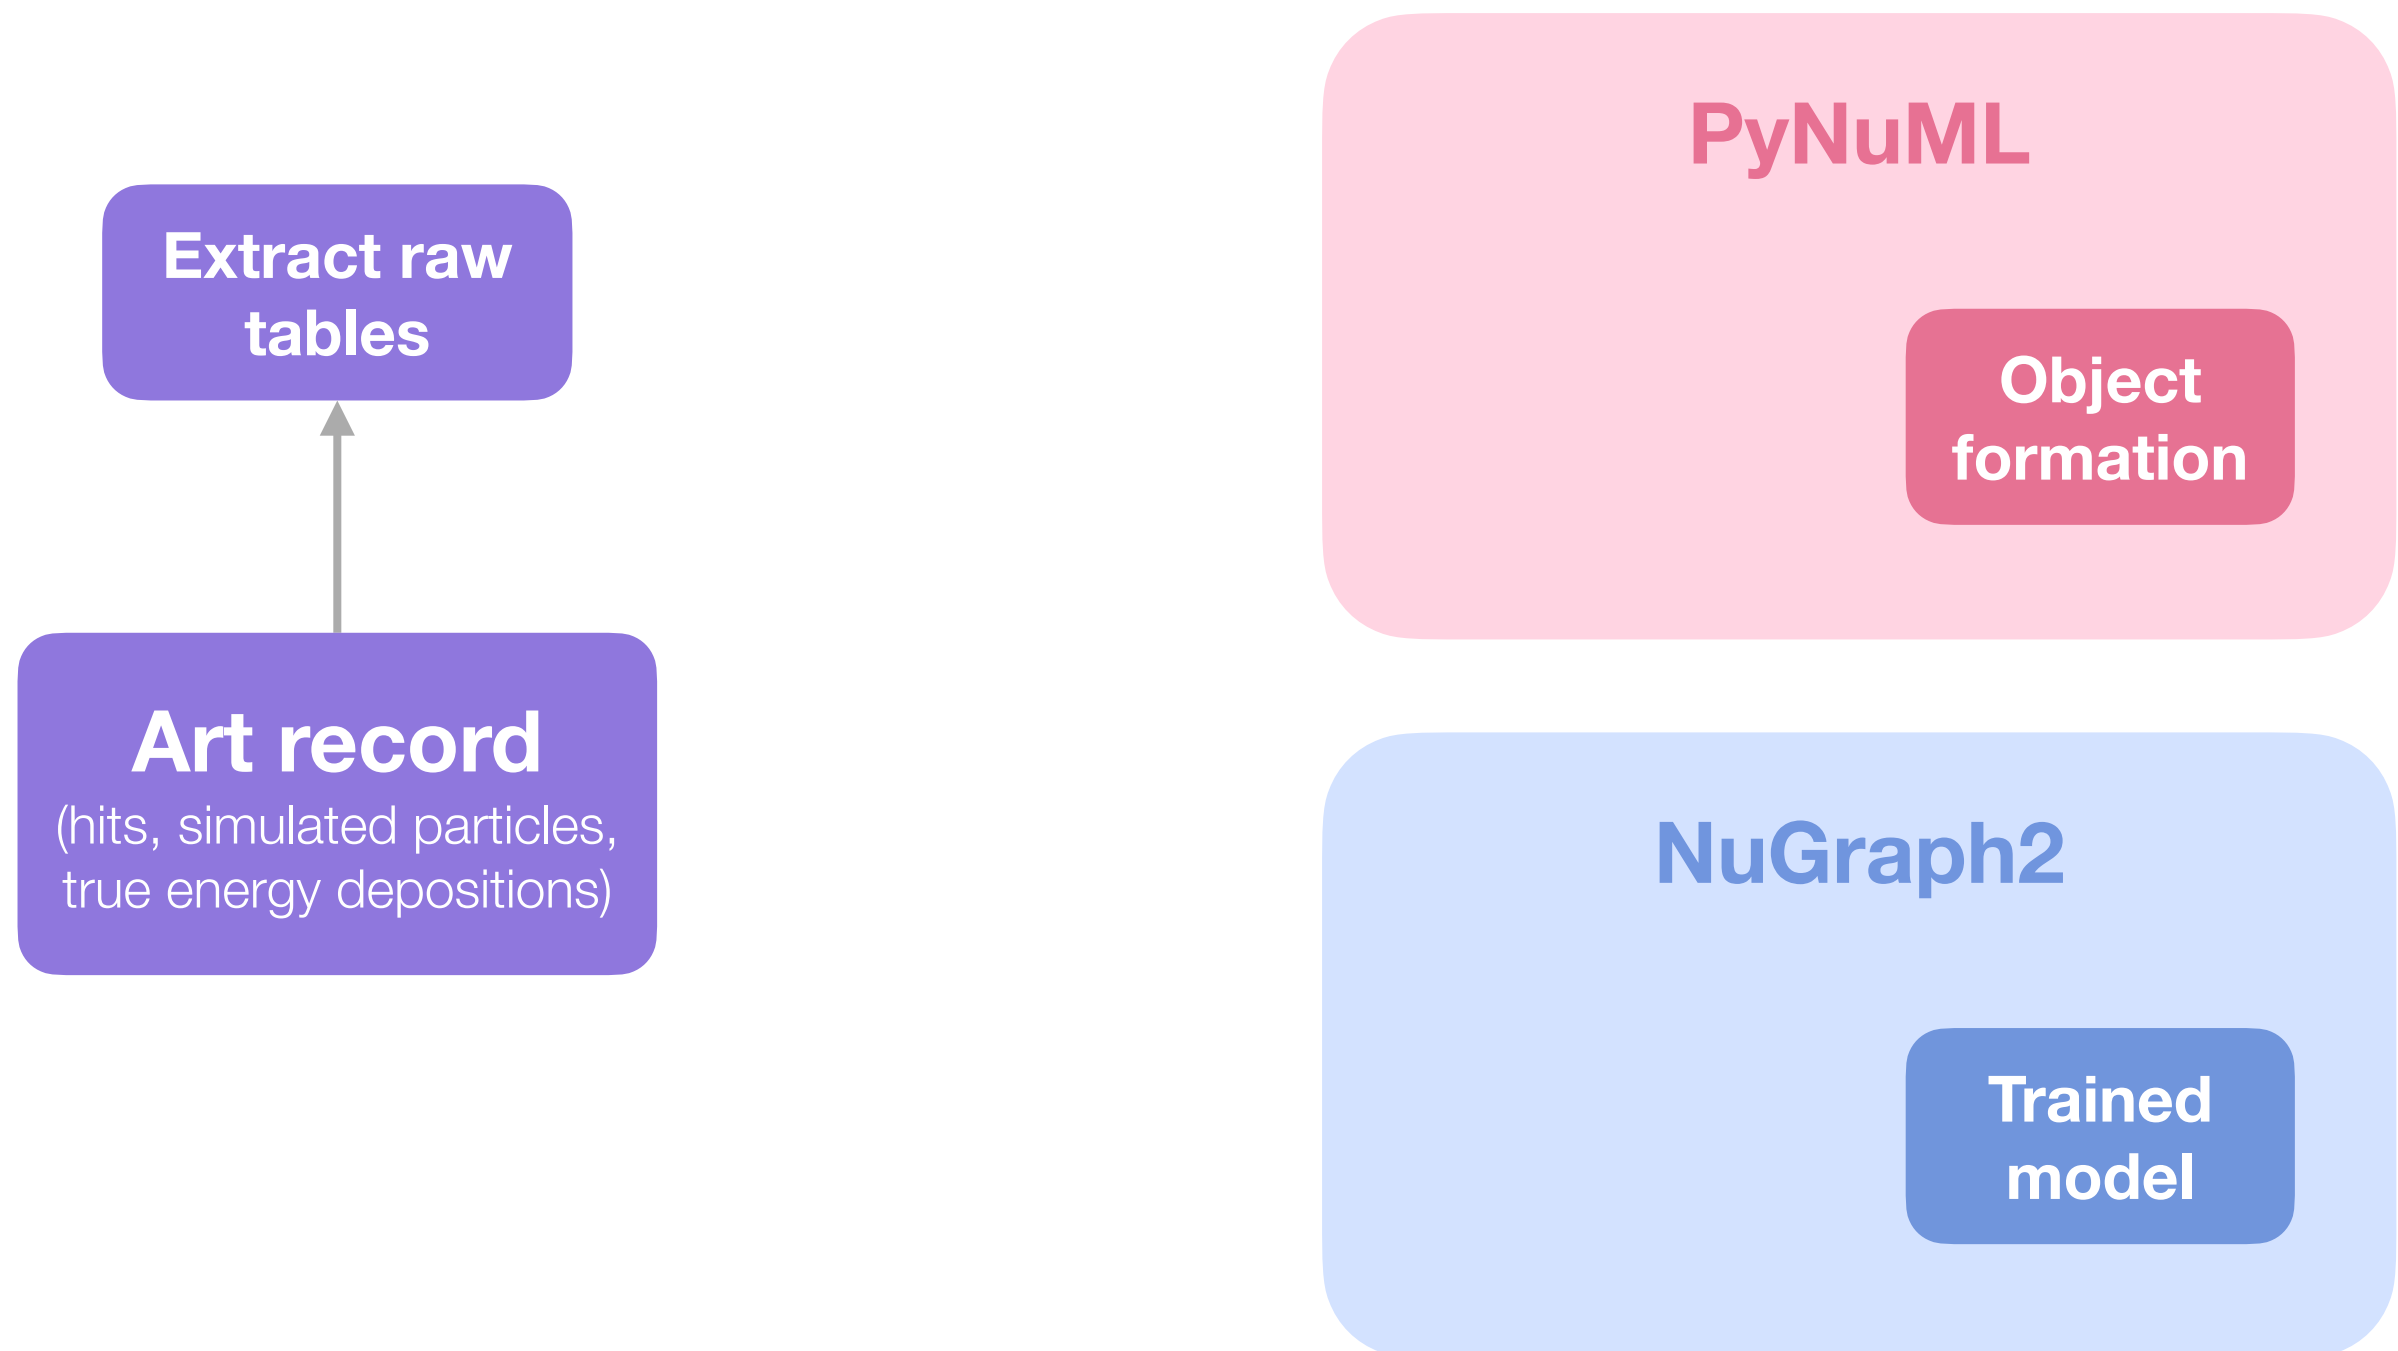 Extract raw
tables
Art record
(hits, simulated particles,
true energy depositions)
PyNuML
Object
formation
NuGraph2
Trained
model